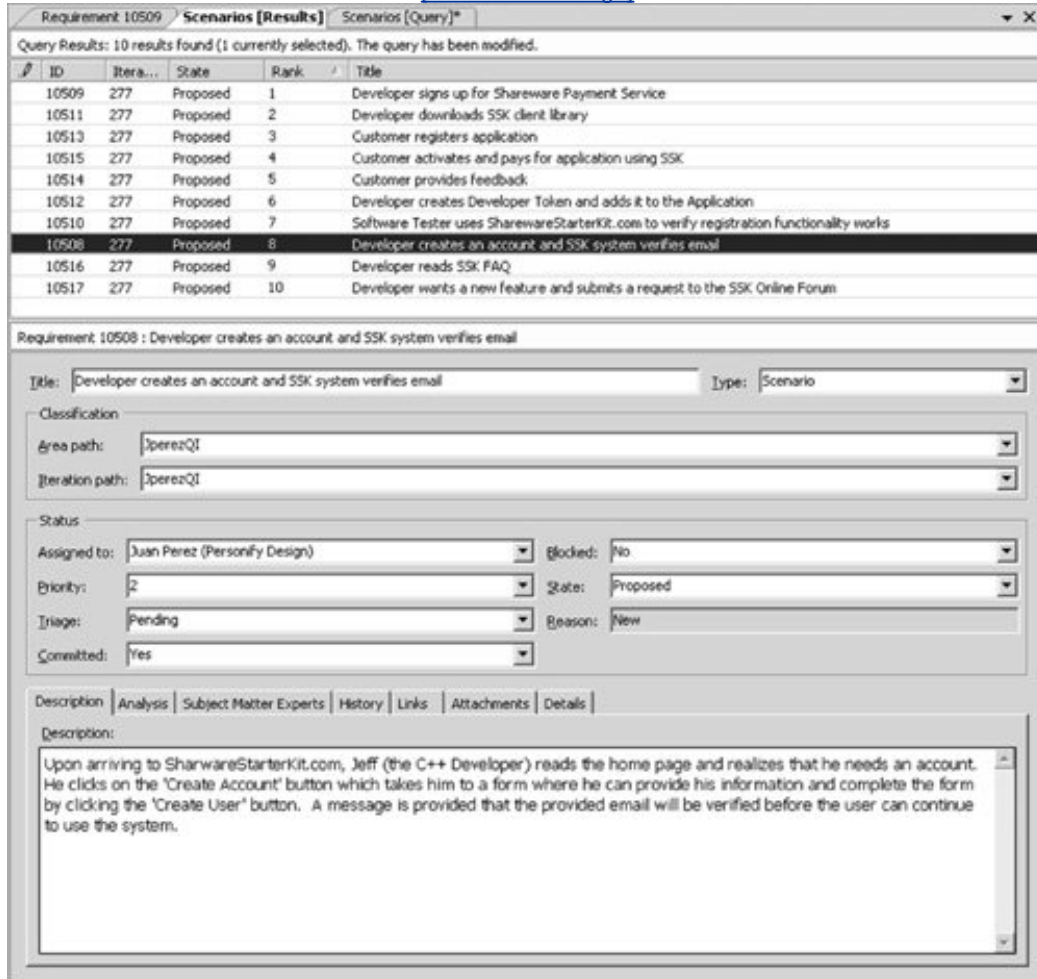 Requirement 10509 Scenarios [Results] Scenarios [Query]*
Query Results: 10 results found (1 currently selected). The query has been modified.
ID Itera... State Rank Title
10509 277 Proposed 1 Developer signs up for Shareware Payment Service
10511 277 Proposed 2 Developer downloads SSK client library
10513 277 Proposed 3 Customer registers application
10515 277 Proposed 4 Customer activates and pays for application using SSK
10514 277 Proposed 5 Customer provides feedback
10512 277 Proposed 6 Developer creates Developer Token and adds it to the Application
10510 277 Proposed 7 Software Tester uses SharewareStarterKit.com to verify registration functionality works
10508 277 Proposed 8 Developer creates an account and SSK system verifies email
10516 277 Proposed 9 Developer reads SSK FAQ
10517 277 Proposed 10 Developer wants a new feature and submits a request to the SSK Online Forum
Requirement 10508 : Developer creates an account and SSK system verifies email
Title: Developer creates an account and SSK system verifies email Type: Scenario
Classification
Area path: JperezQI
Iteration path: JperezQI
Status
Assigned to: Juan Perez (Personify Design) Blocked: No
Priority: 2 State: Proposed
Triage: Pending Reason: New
Committed: Yes
Description Analysis Subject Matter Experts History Links Attachments Details
Description:
Upon arriving to SharwareStarterKit.com, Jeff (the C++ Developer) reads the home page and realizes that he needs an account.
He clicks on the 'Create Account' button which takes him to a form where he can provide his information and complete the form
by clicking the 'Create User' button. A message is provided that the provided email will be verified before the user can continue
to use the system.